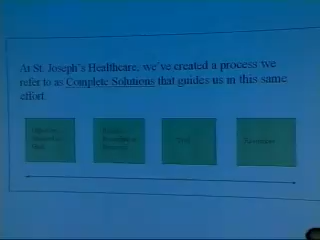 At St. Joseph's Healthcare, we've created a process we
refer to as Complete Solutions that guides us in this same
effort.